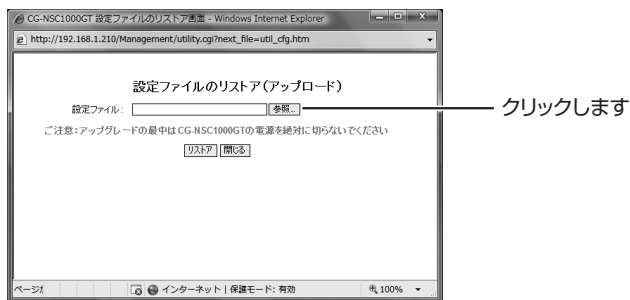 CG-NSC1000GT 設定ファイルのリストア画面 - Windows Internet Explorer
http://192.168.1.210/Management/utility.cgi?next_file=util_cfg.htm
設定ファイルのリストア(アップロード)
設定ファイル: 参照... クリックします
ご注意:アップグレードの最中はCG-NSC1000GTの電源を絶対に切らないでください
リストア 閉じる
インターネット | 保護モード: 有効 100%